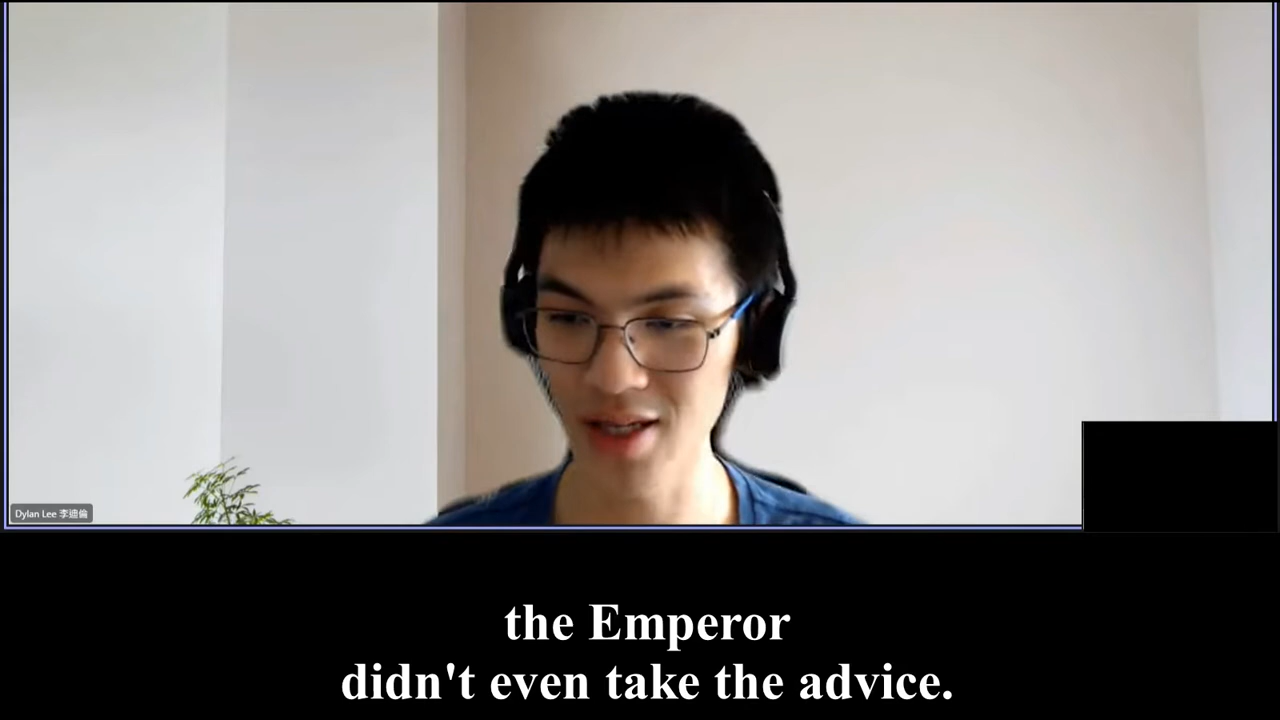 Dylan Lee 李迪倫
the Emperor
didn't even take the advice.